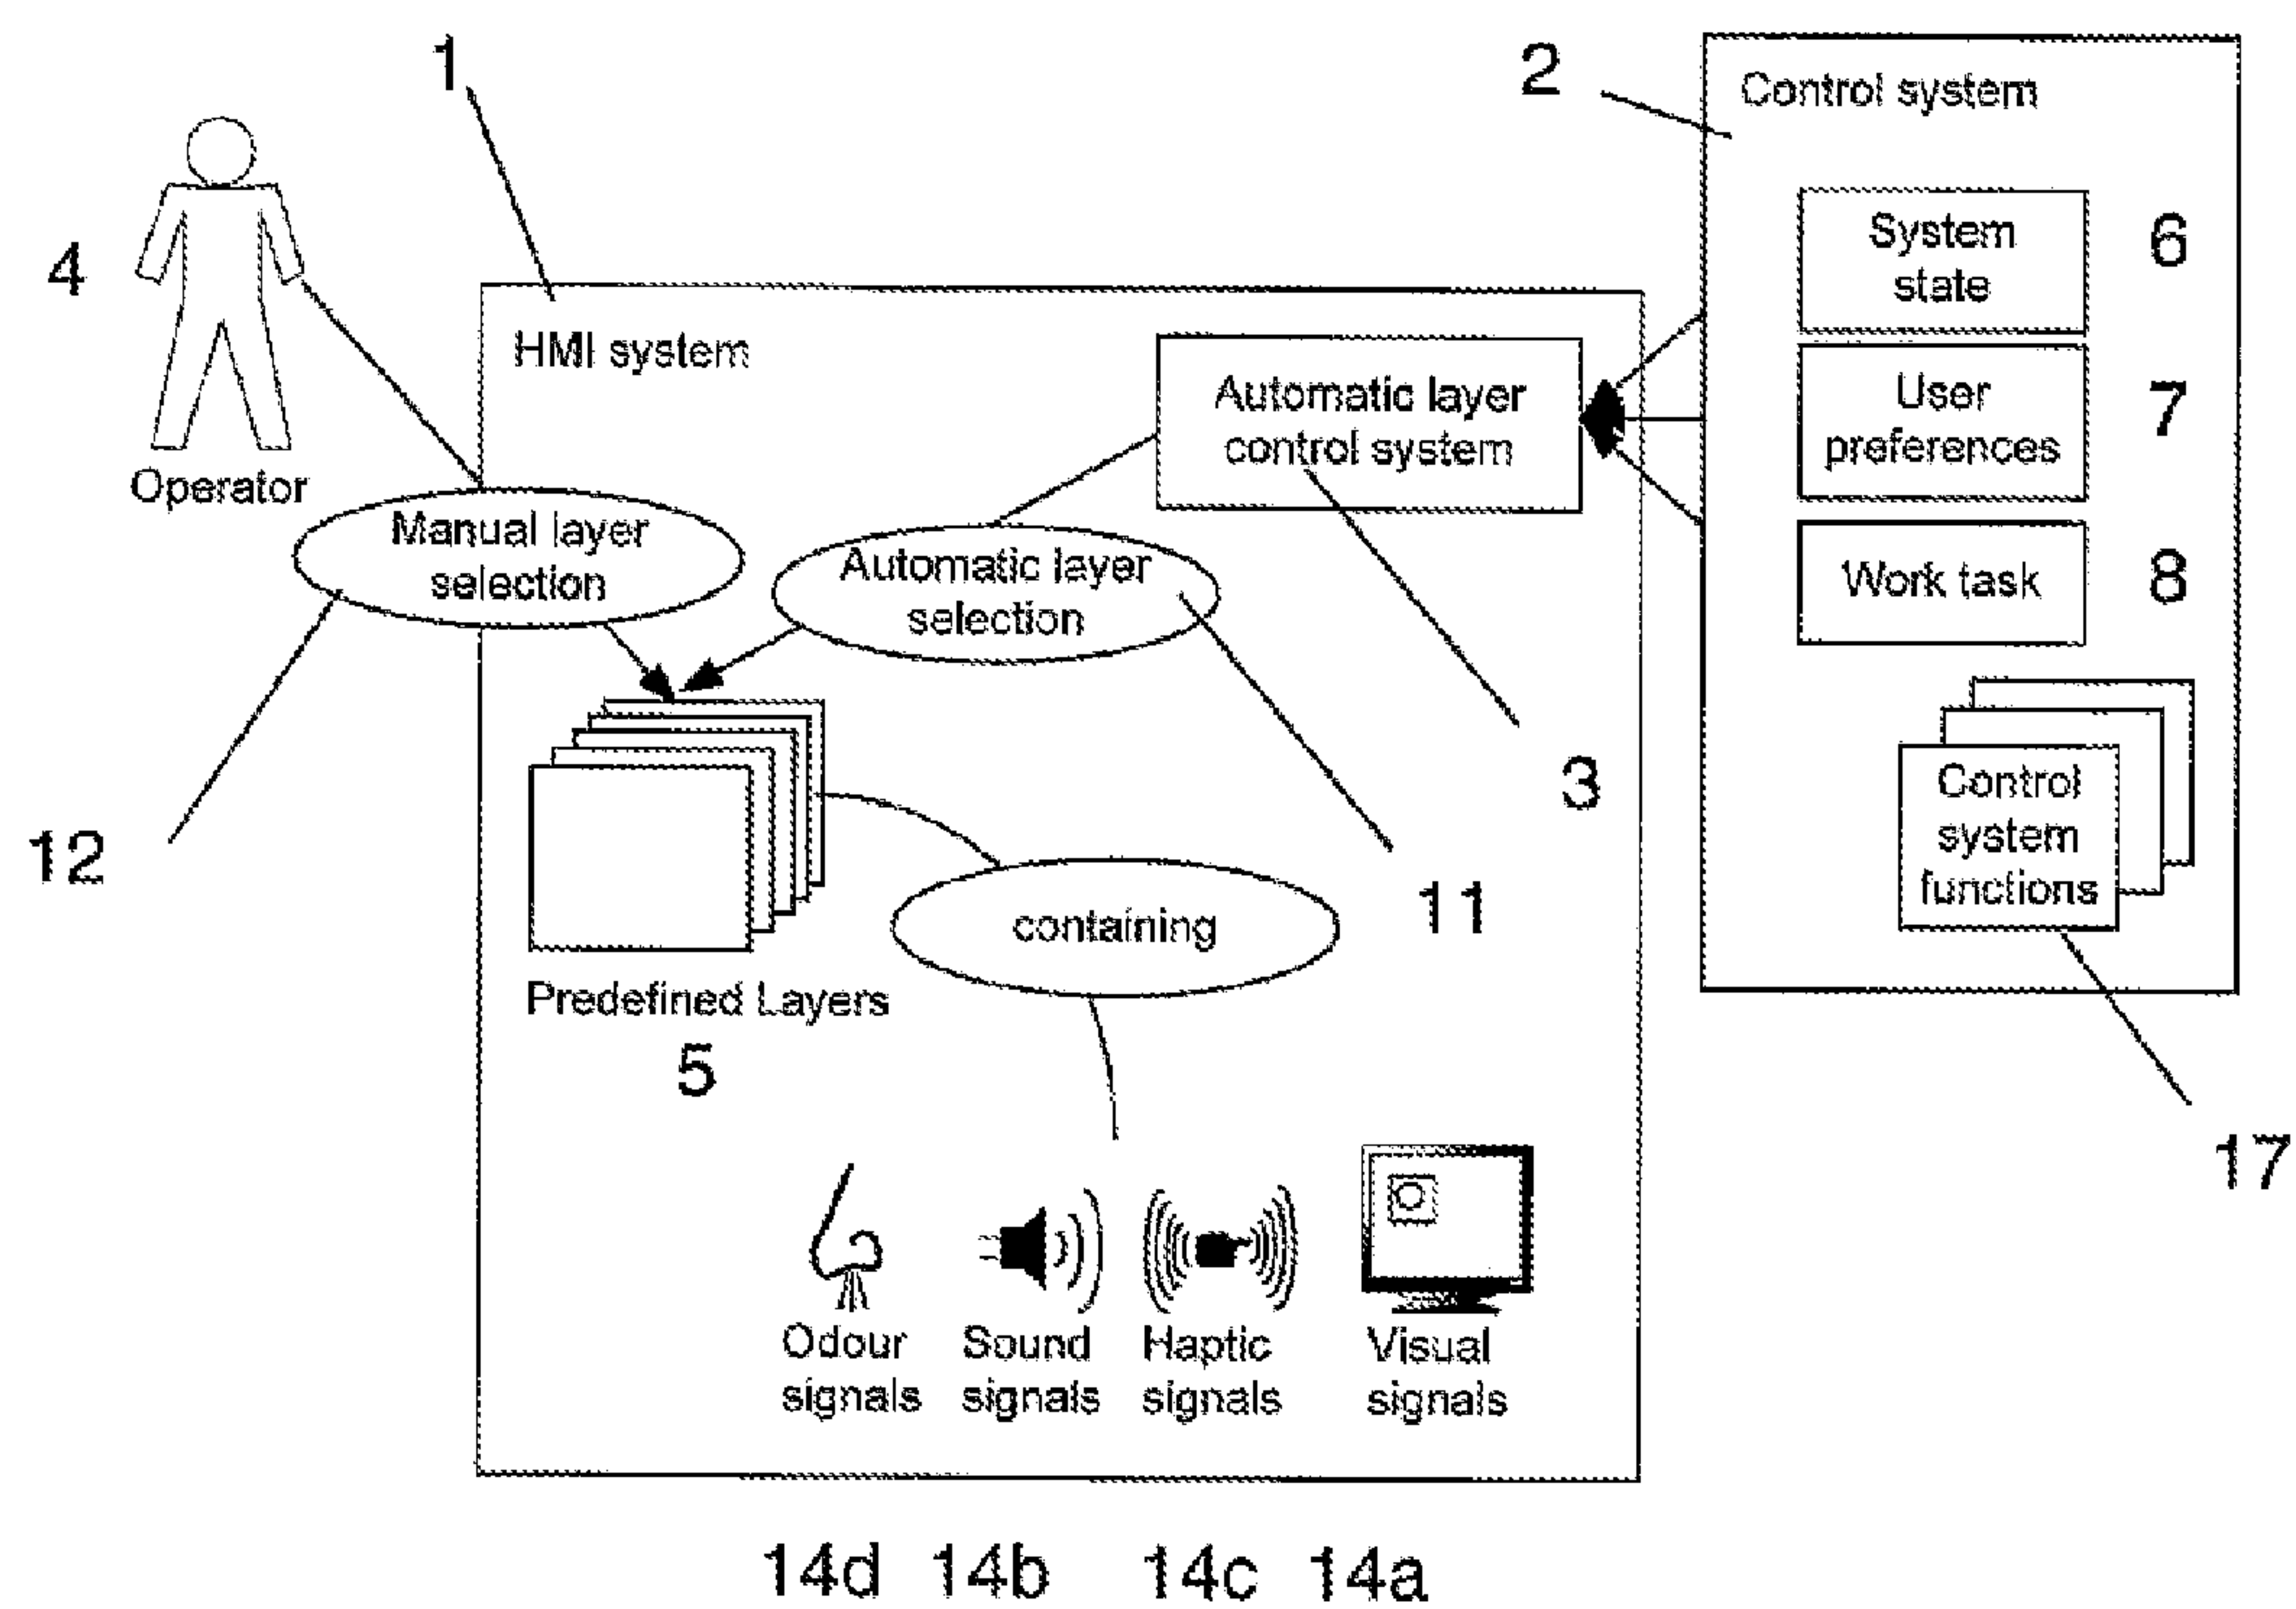 1
2
Control system
4
Operator
HMI system
Automatic layer
control system
System
state
6
User
preferences
7
Work task
8
Manual layer
selection
Automatic layer
selection
12
3
11
Control
system
functions
17
Predefined Layers
5
containing
Odour
signals
Sound
signals
Haptic
signals
Visual
signals
14d 14b 14c 14a